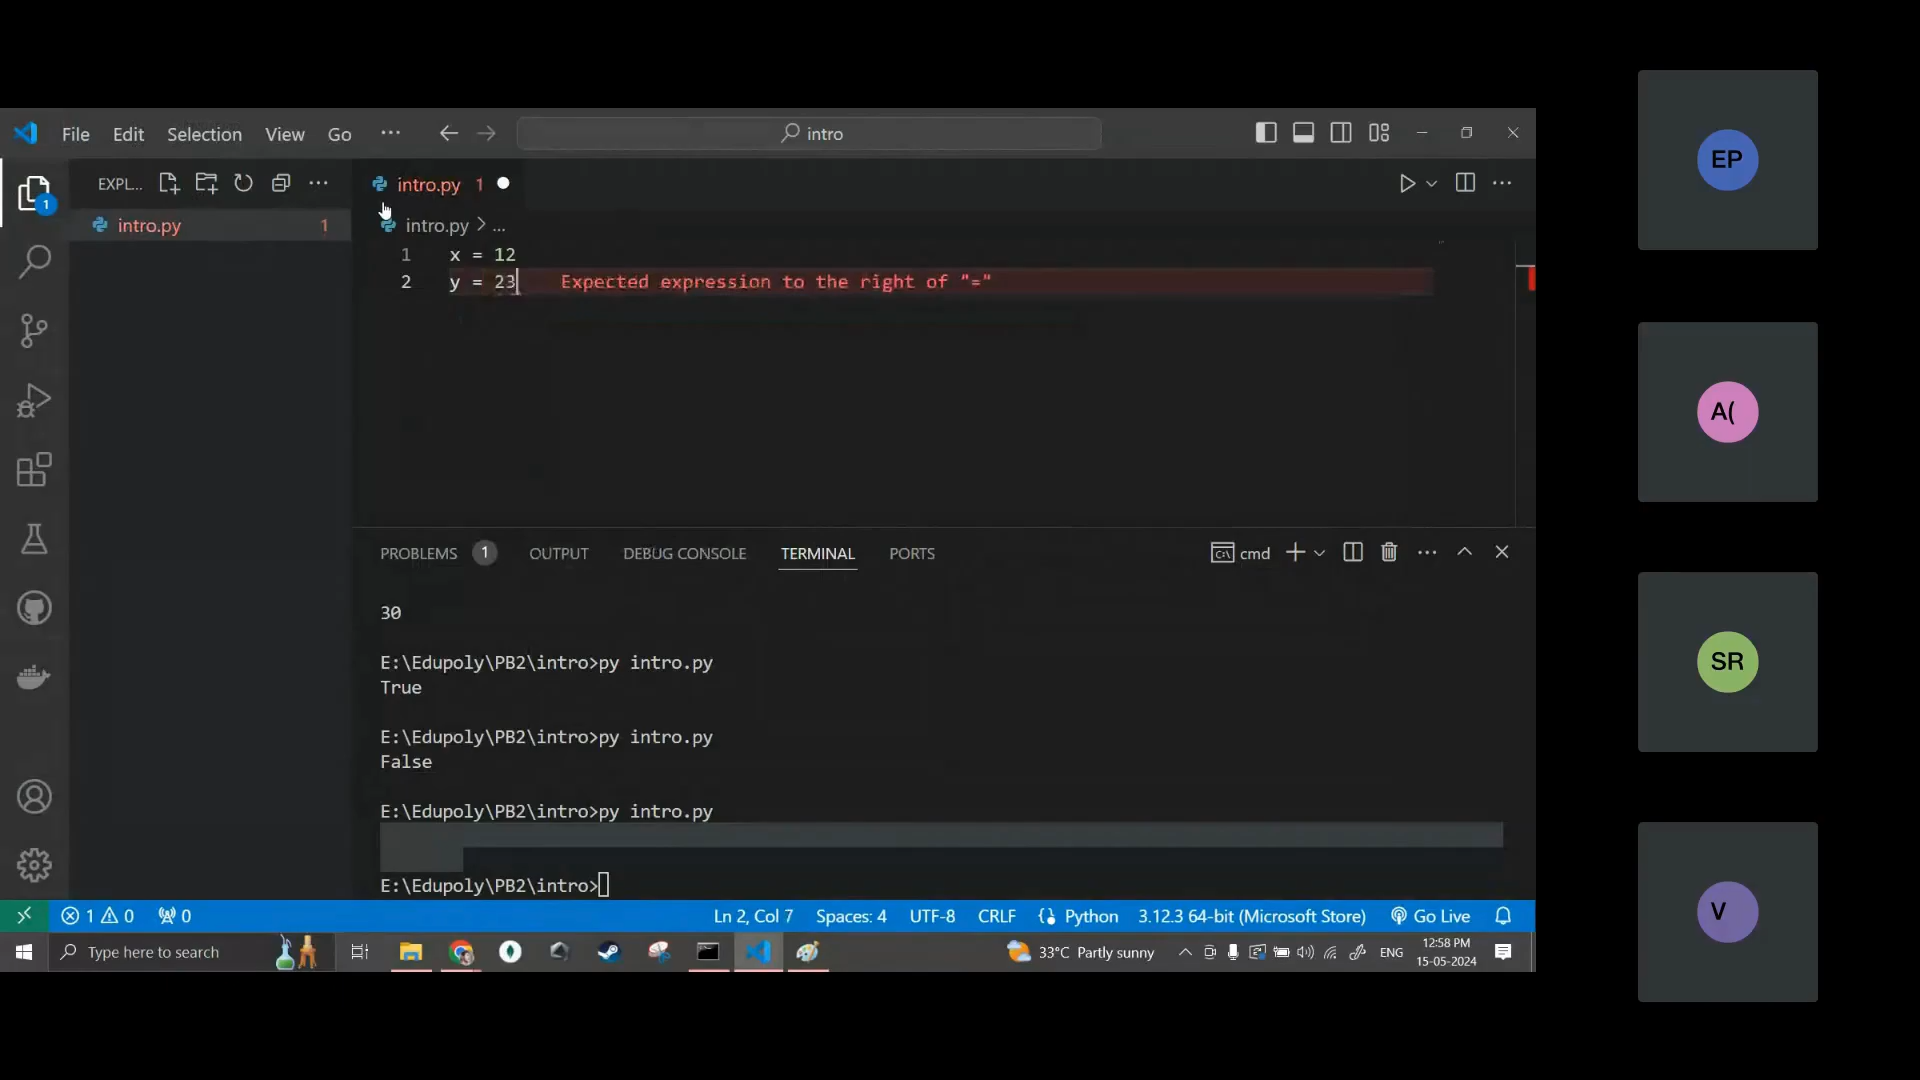 File Edit Selection View Go ... intro
EXPL... ... intro.py 1
intro.py 1
intro.py > ...
1 x = 12
2 y = 23 Expected expression to the right of "="
PROBLEMS 1 OUTPUT DEBUG CONSOLE TERMINAL PORTS cmd
30
E:\Edupoly\PB2\intro>py intro.py
True
E:\Edupoly\PB2\intro>py intro.py
False
E:\Edupoly\PB2\intro>py intro.py
E:\Edupoly\PB2\intro>
1 0 0 Ln 2, Col 7 Spaces: 4 UTF-8 CRLF Python 3.12.3 64-bit (Microsoft Store) Go Live
Type here to search 33°C Partly sunny ENG 12:58 PM
15-05-2024
EP
A(
SR
V